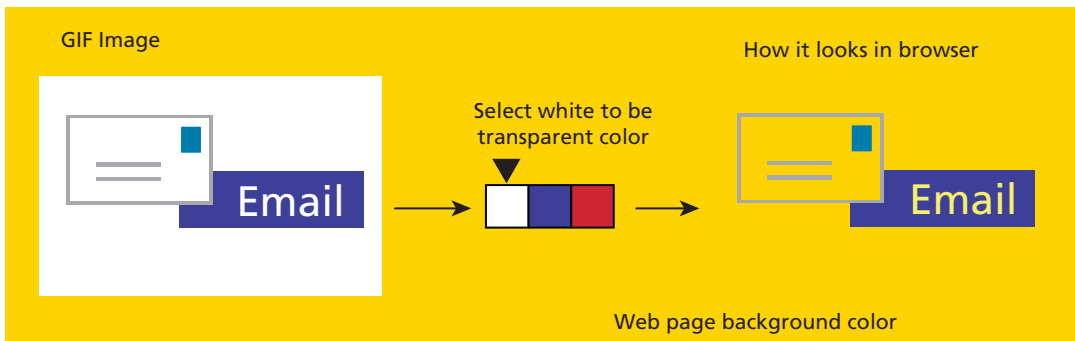 GIF Image
Email
Select white to be
transparent color
How it looks in browser
Email
Web page background color